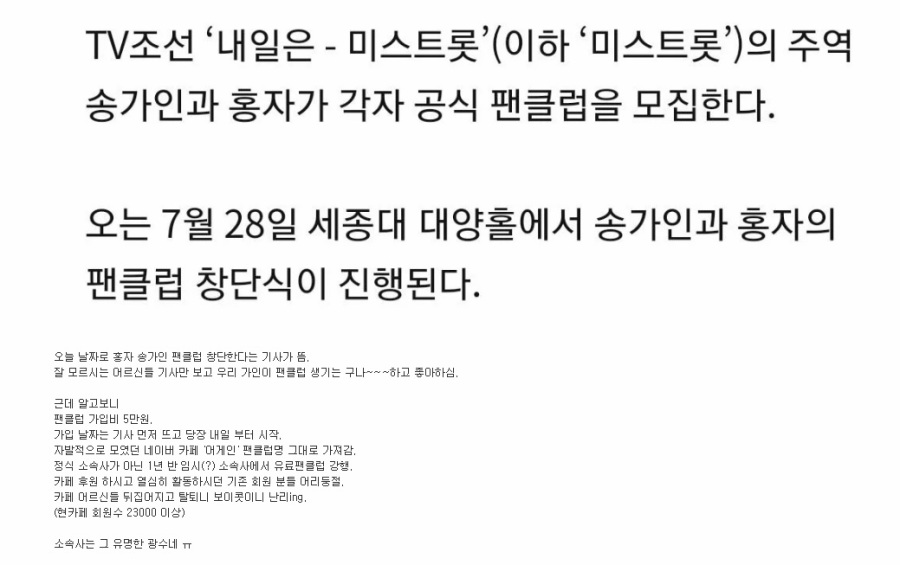 TV조선 ‘내일은 - 미스트롯’(이하 ‘미스트롯’)의 주역
송가인과 홍자가 각자 공식 팬클럽을 모집한다.
오는 7월 28일 세종대 대양홀에서 송가인과 홍자의
팬클럽 창단식이 진행된다.
오늘 날짜로 홍자 송가인 팬클럽 창단한다는 기사가 뜸.
잘 모르시는 어르신들 기사만 보고 우리 가인이 팬클럽 생기는 구나~~~하고 좋아하심.
근데 알고보니
팬클럽 가입비 5만원.
가입 날짜는 기사 먼저 뜨고 당장 내일 부터 시작.
자발적으로 모였던 네이버 카페 '어게인' 팬클럽명 그대로 가져감.
정식 소속사가 아닌 1년 반 임시(?) 소속사에서 유료팬클럽 강행.
카페 후원 하시고 열심히 활동하시던 기존 회원 분들 어리둥절.
카페 어르신들 뒤집어지고 탈퇴니 보이콧이니 난리ing.
(현카페 회원수 23000 이상)
소속사는 그 유명한 광수네 ㅠ